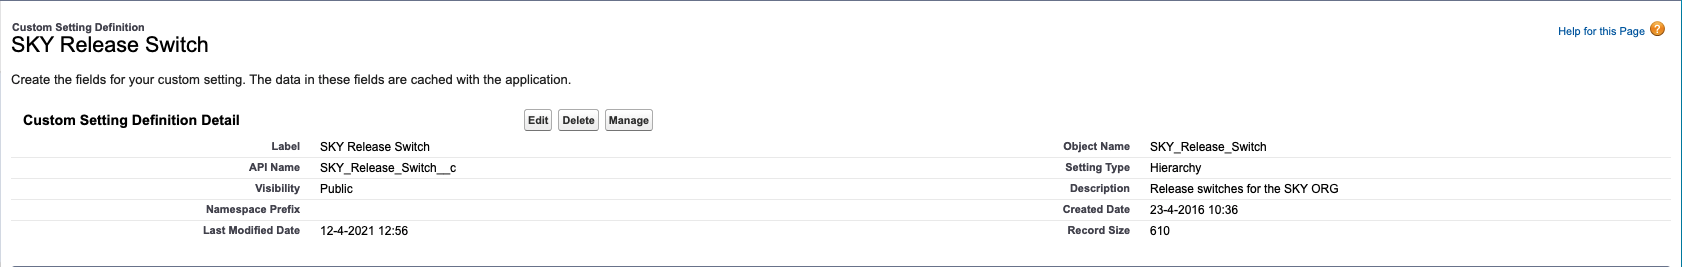 Custom Setting Definition
SKY Release Switch
Help for this Page ?
Create the fields for your custom setting. The data in these fields are cached with the application.
Custom Setting Definition Detail Edit Delete Manage
Label SKY Release Switch Object Name SKY_Release_Switch
API Name SKY_Release_Switch__c Setting Type Hierarchy
Visibility Public Description Release switches for the SKY ORG
Namespace Prefix Created Date 23-4-2016 10:36
Last Modified Date 12-4-2021 12:56 Record Size 610